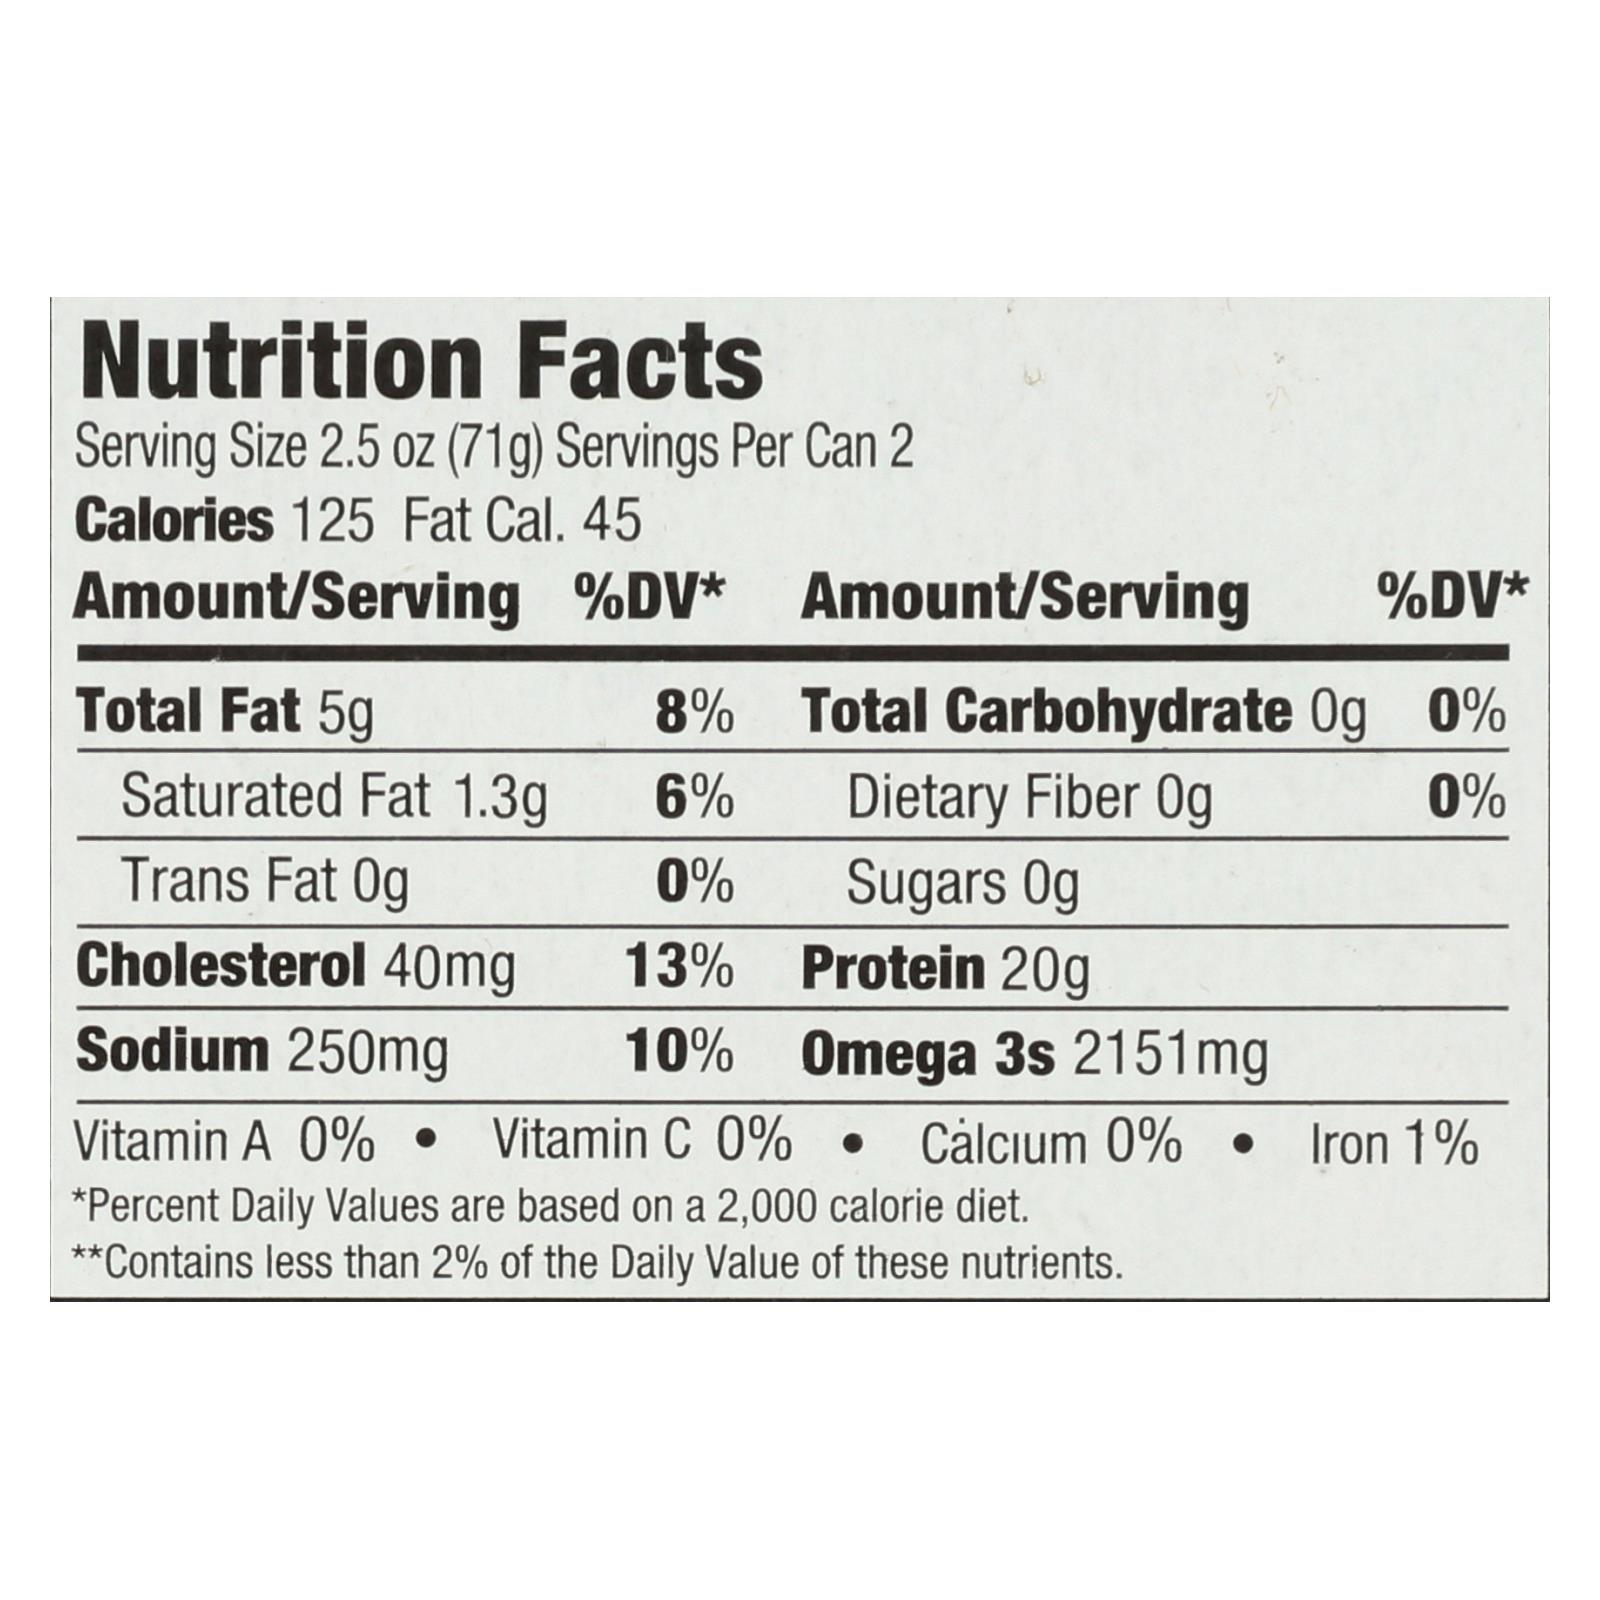 Nutrition Facts
Serving Size 2.5 oz (71g) Servings Per Can 2
Calories 125 Fat Cal. 45
Amount/Serving %DV* Amount/Serving %DV*
Total Fat 5g 8% Total Carbohydrate 0g 0%
Saturated Fat 1.3g 6% Dietary Fiber 0g 0%
Trans Fat 0g 0% Sugars 0g
Cholesterol 40mg 13% Protein 20g
Sodium 250mg 10% Omega 3s 2151mg
Vitamin A 0% • Vitamin C 0% • Calcium 0% • Iron 1%
*Percent Daily Values are based on a 2,000 calorie diet.
**Contains less than 2% of the Daily Value of these nutrients.